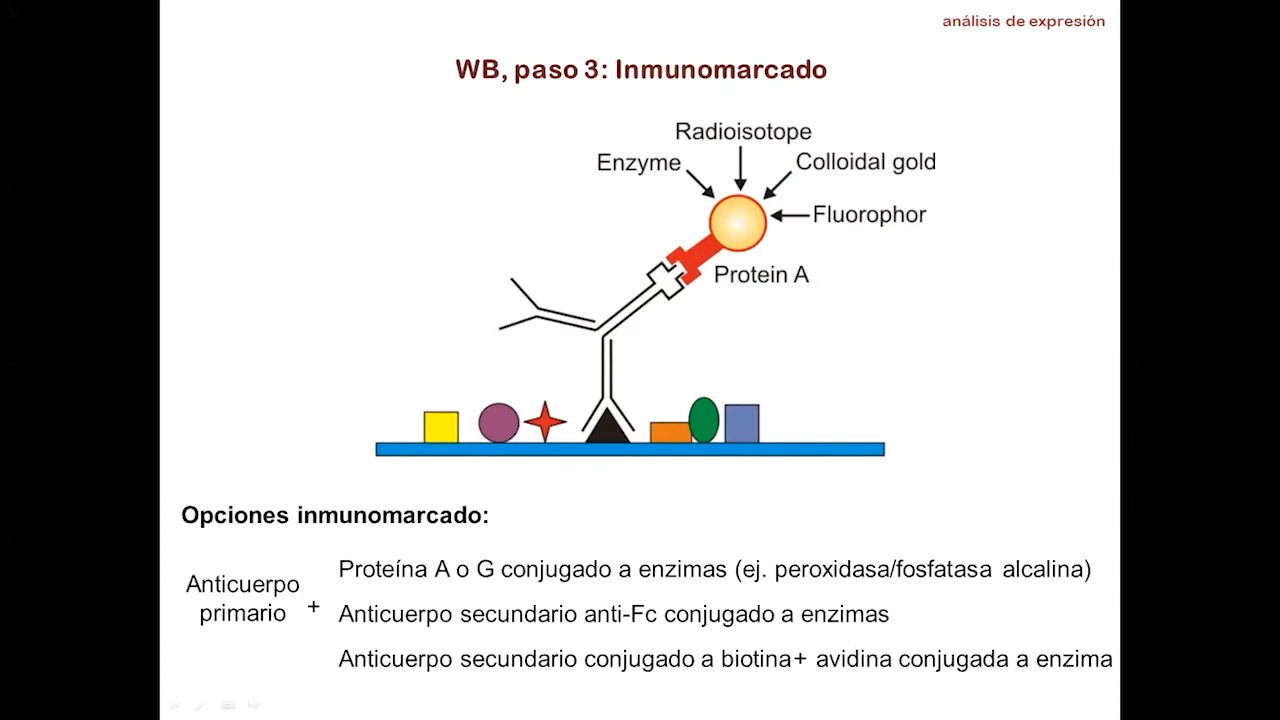 análisis de expresión
WB, paso 3: Inmunomarcado
Radioisotope
Enzyme
Colloidal gold
Fluorophor
Protein A
Opciones inmunomarcado:
Anticuerpo
primario
+
Proteína A o G conjugado a enzimas (ej. peroxidasa/fosfatasa alcalina)
Anticuerpo secundario anti-Fc conjugado a enzimas
Anticuerpo secundario conjugado a biotina+ avidina conjugada a enzima